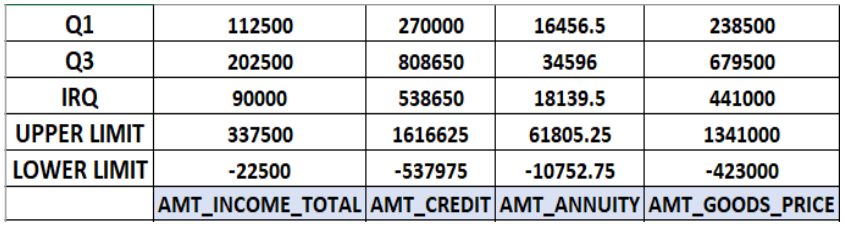 Q1 112500 270000 16456.5 238500
Q3 202500 808650 34596 679500
IRQ 90000 538650 18139.5 441000
UPPER LIMIT 337500 1616625 61805.25 1341000
LOWER LIMIT -22500 -537975 -10752.75 -423000
AMT_INCOME_TOTAL AMT_CREDIT AMT_ANNUITY AMT_GOODS_PRICE